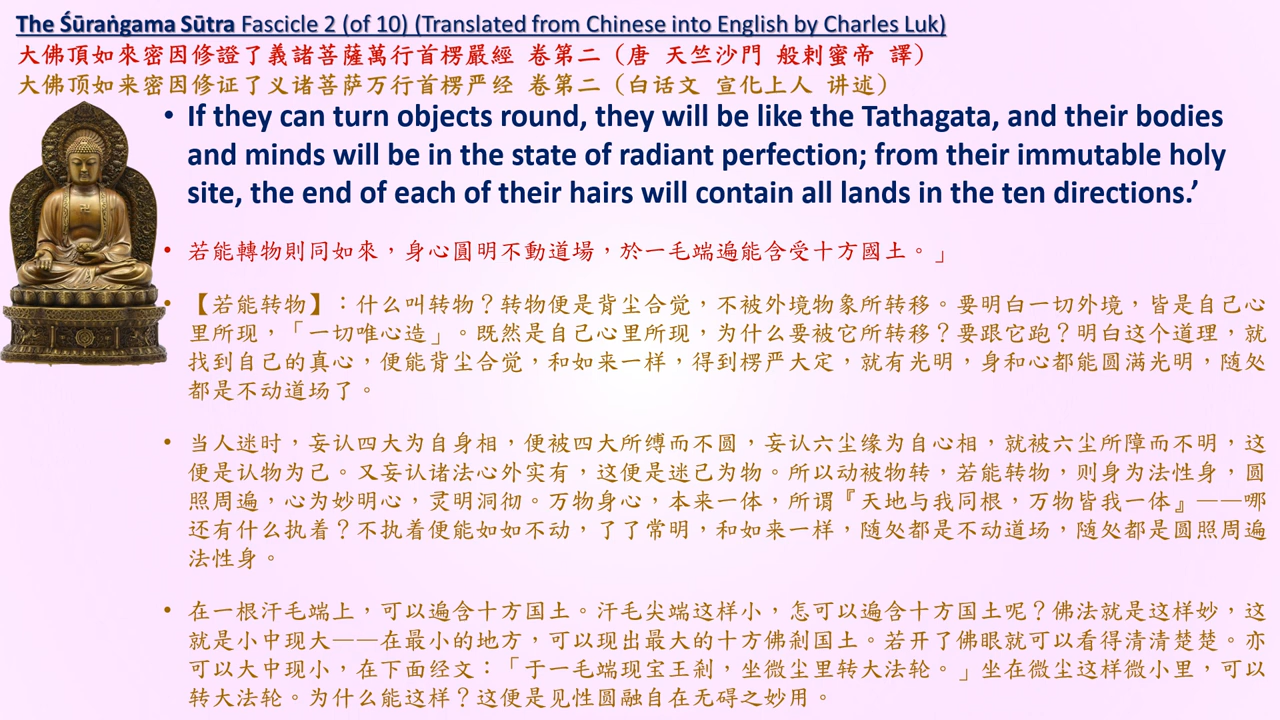 The Śūraṅgama Sūtra Fascicle 2 (of 10) (Translated from Chinese into English by Charles Luk)
大佛頂如來密因修證了義諸菩薩萬行首楞嚴經 卷第二（唐 天竺沙門 般剌蜜帝 譯）
大佛顶如来密因修证了义诸菩萨万行首楞严经 卷第二（白话文 宣化上人 讲述）
• If they can turn objects round, they will be like the Tathagata, and their bodies
and minds will be in the state of radiant perfection; from their immutable holy
site, the end of each of their hairs will contain all lands in the ten directions.’
• 若能轉物則同如來，身心圓明不動道場，於一毛端遍能含受十方國土。」
• 【若能转物】：什么叫转物？转物便是背尘合觉，不被外境物象所转移。要明白一切外境，皆是自己心
里所现，「一切唯心造」。既然是自己心里所现，为什么要被它所转移？要跟它跑？明白这个道理，就
找到自己的真心，便能背尘合觉，和如来一样，得到楞严大定，就有光明，身和心都能圆满光明，随处
都是不动道场了。
• 当人迷时，妄认四大为自身相，便被四大所缚而不圆，妄认六尘缘为自心相，就被六尘所障而不明，这
便是认物为己。又妄认诸法心外实有，这便是迷己为物。所以动被物转，若能转物，则身为法性身，圆
照周遍，心为妙明心，灵明洞彻。万物身心，本来一体，所谓『天地与我同根，万物皆我一体』——哪
还有什么执着？不执着便能如如不动，了了常明，和如来一样，随处都是不动道场，随处都是圆照周遍
法性身。
• 在一根汗毛端上，可以遍含十方国土。汗毛尖端这样小，怎可以遍含十方国土呢？佛法就是这样妙，这
就是小中现大——在最小的地方，可以现出最大的十方佛剎国土。若开了佛眼就可以看得清清楚楚。亦
可以大中现小，在下面经文：「于一毛端现宝王剎，坐微尘里转大法轮。」坐在微尘这样微小里，可以
转大法轮。为什么能这样？这便是见性圆融自在无碍之妙用。